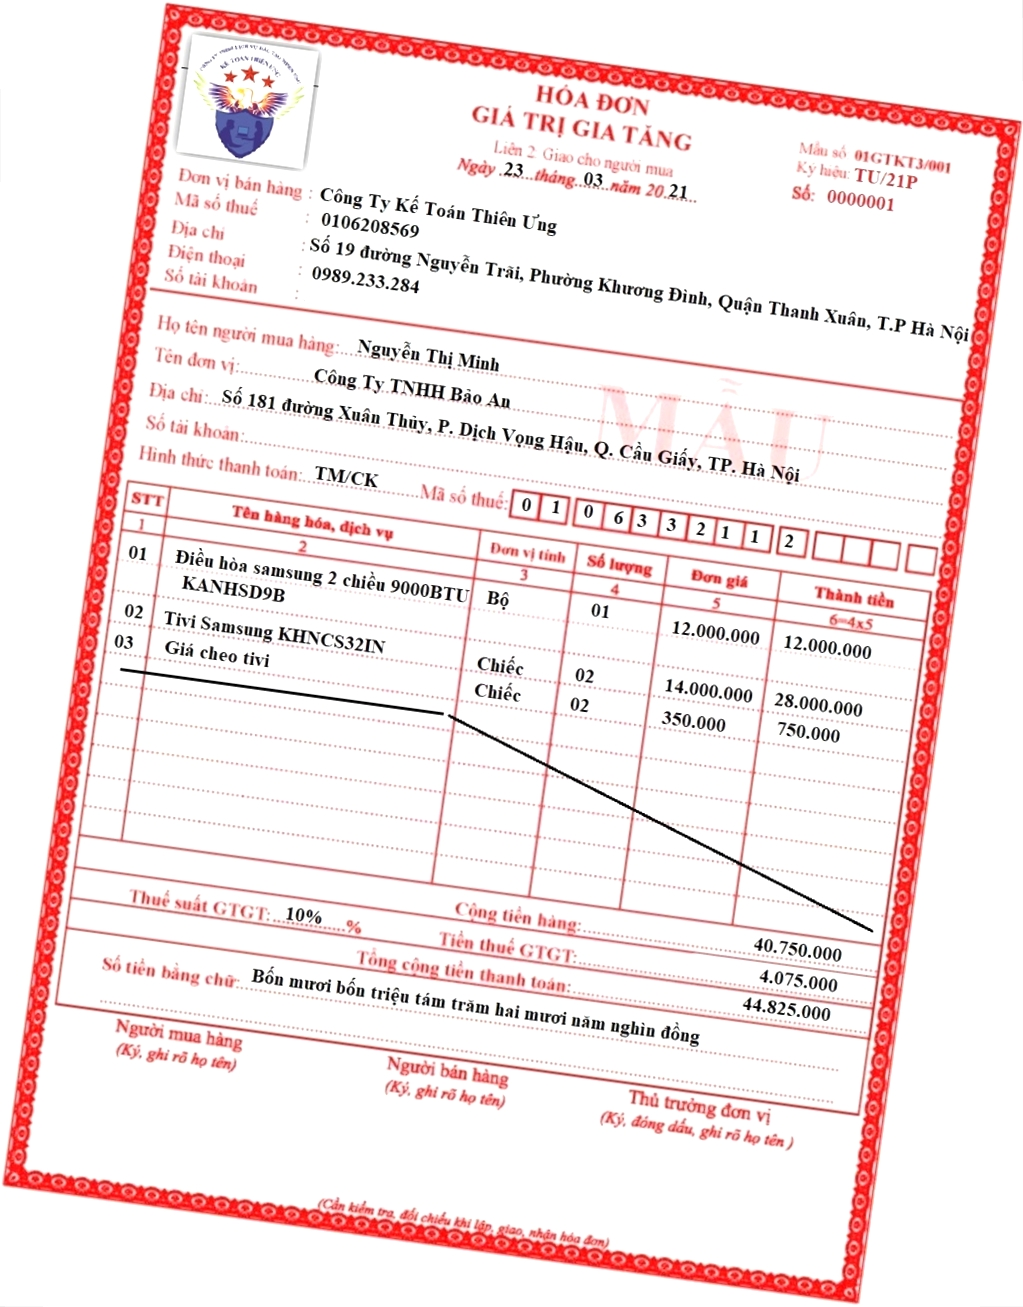 KẾ TOÁN THIÊN ƯNG
HÓA ĐƠN
GIÁ TRỊ GIA TĂNG
Liên 2: Giao cho người mua
Ngày 23 tháng 03 năm 2021
Mẫu số 01GTKT3/001
Ký hiệu: TU/21P
Số: 0000001
Đơn vị bán hàng : Công Ty Kế Toán Thiên Ưng
Mã số thuế : 0106208569
Địa chỉ : Số 19 đường Nguyễn Trãi, Phường Khương Đình, Quận Thanh Xuân, T.P Hà Nội
Điện thoại : 0989.233.284
Số tài khoản :
Họ tên người mua hàng: Nguyễn Thị Minh
Tên đơn vị: Công Ty TNHH Bảo An
Địa chỉ: Số 181 đường Xuân Thủy, P. Dịch Vọng Hậu, Q. Cầu Giấy, TP. Hà Nội
MẪU
Số tài khoản:
Hình thức thanh toán: TM/CK Mã số thuế: 0 1 0 6 3 3 2 1 1 2
STT Tên hàng hóa, dịch vụ Đơn vị tính Số lượng Đơn giá Thành tiền
1 2 3 4 5 6=4x5
01 Điều hòa samsung 2 chiều 9000BTU Bộ 01 12.000.000 12.000.000
KANHSD9B
02 Tivi Samsung KHNCS32IN Chiếc 02 14.000.000 28.000.000
03 Giá cheo tivi Chiếc 02 350.000 750.000
Cộng tiền hàng: 40.750.000
Thuế suất GTGT: 10% % Tiền thuế GTGT: 4.075.000
Tổng cộng tiền thanh toán: 44.825.000
Số tiền bằng chữ: Bốn mươi bốn triệu tám trăm hai mươi năm nghìn đồng
Người mua hàng Người bán hàng Thủ trưởng đơn vị
(Ký, ghi rõ họ tên) (Ký, ghi rõ họ tên) (Ký, đóng dấu, ghi rõ họ tên )
(Cần kiểm tra, đối chiếu khi lập, giao, nhận hóa đơn)